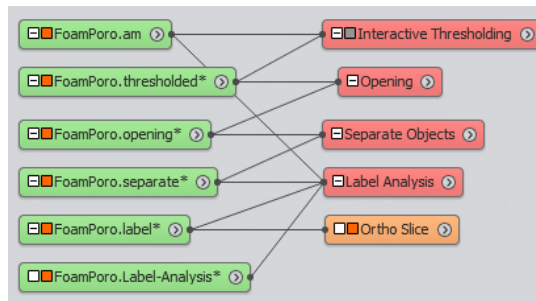 FoamPoro.am
Interactive Thresholding
FoamPoro.thresholded*
Opening
FoamPoro.opening*
Separate Objects
FoamPoro.separate*
Label Analysis
FoamPoro.label*
Ortho Slice
FoamPoro.Label-Analysis*